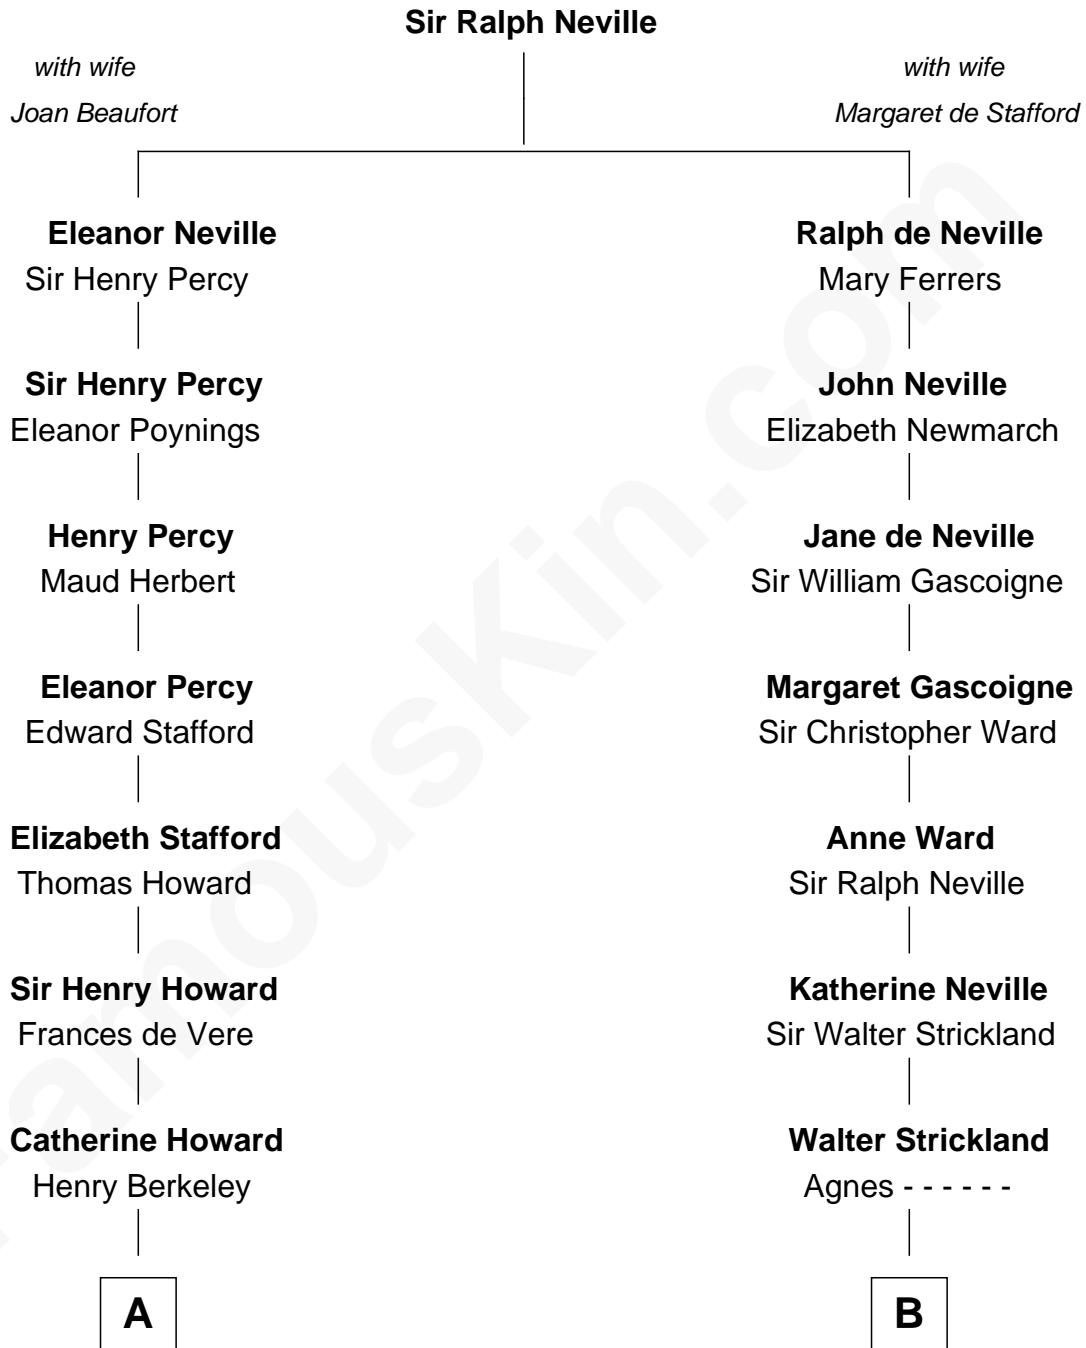 Sir Ralph Neville
with wife
Joan Beaufort
with wife
Margaret de Stafford
Eleanor Neville
Sir Henry Percy
Ralph de Neville
Mary Ferrers
Sir Henry Percy
Eleanor Poynings
John Neville
Elizabeth Newmarch
Henry Percy
Maud Herbert
Jane de Neville
Sir William Gascoigne
Eleanor Percy
Edward Stafford
Margaret Gascoigne
Sir Christopher Ward
Elizabeth Stafford
Thomas Howard
Anne Ward
Sir Ralph Neville
Sir Henry Howard
Frances de Vere
Katherine Neville
Sir Walter Strickland
Catherine Howard
Henry Berkeley
Walter Strickland
Agnes - - - - - -
A
B
FamousKin.com